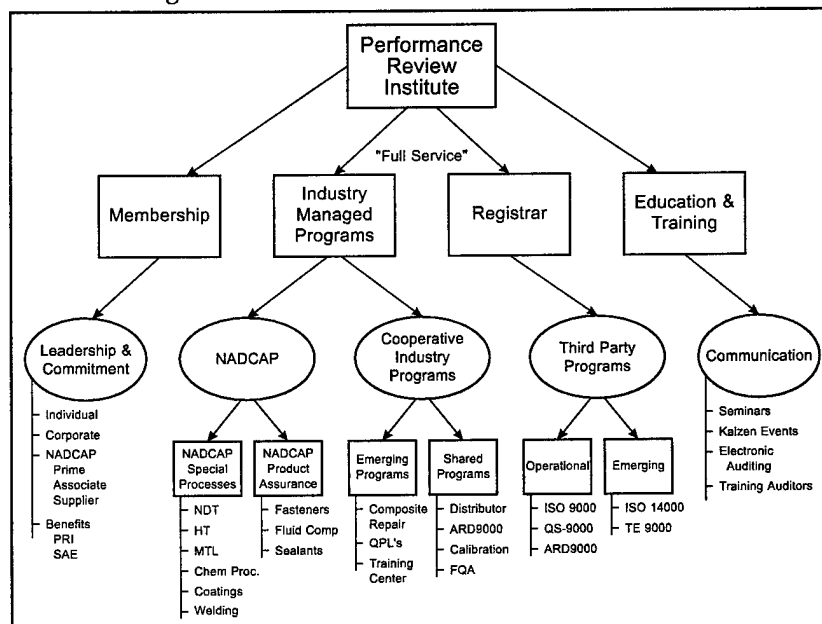 Performance
Review
Institute
"Full Service"
Membership
Industry
Managed
Programs
Registrar
Education &
Training
Leadership &
Commitment
NADCAP
Cooperative
Industry
Programs
Third Party
Programs
Communication
Individual
Corporate
NADCAP
Prime
Associate
Supplier
Benefits
PRI
SAE
NADCAP
Special
Processes
NDT
HT
MTL
Chem Proc.
Coatings
Welding
NADCAP
Product
Assurance
Fasteners
Fluid Comp
Sealants
Emerging
Programs
Composite
Repair
QPL's
Training
Center
Shared
Programs
Distributor
ARD9000
Calibration
FQA
Operational
ISO 9000
QS-9000
ARD9000
Emerging
ISO 14000
TE 9000
Seminars
Kaizen Events
Electronic
Auditing
Training Auditors